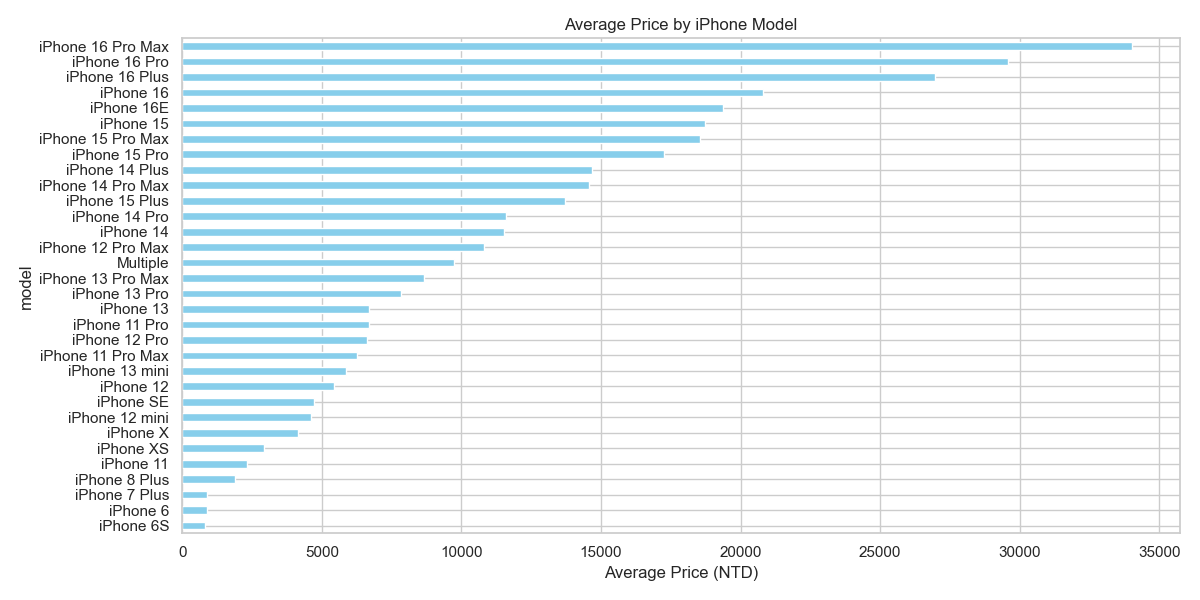 Average Price by iPhone Model
model
iPhone 16 Pro Max
iPhone 16 Pro
iPhone 16 Plus
iPhone 16
iPhone 16E
iPhone 15
iPhone 15 Pro Max
iPhone 15 Pro
iPhone 14 Plus
iPhone 14 Pro Max
iPhone 15 Plus
iPhone 14 Pro
iPhone 14
iPhone 12 Pro Max
Multiple
iPhone 13 Pro Max
iPhone 13 Pro
iPhone 13
iPhone 11 Pro
iPhone 12 Pro
iPhone 11 Pro Max
iPhone 13 mini
iPhone 12
iPhone SE
iPhone 12 mini
iPhone X
iPhone XS
iPhone 11
iPhone 8 Plus
iPhone 7 Plus
iPhone 6
iPhone 6S
0 5000 10000 15000 20000 25000 30000 35000
Average Price (NTD)